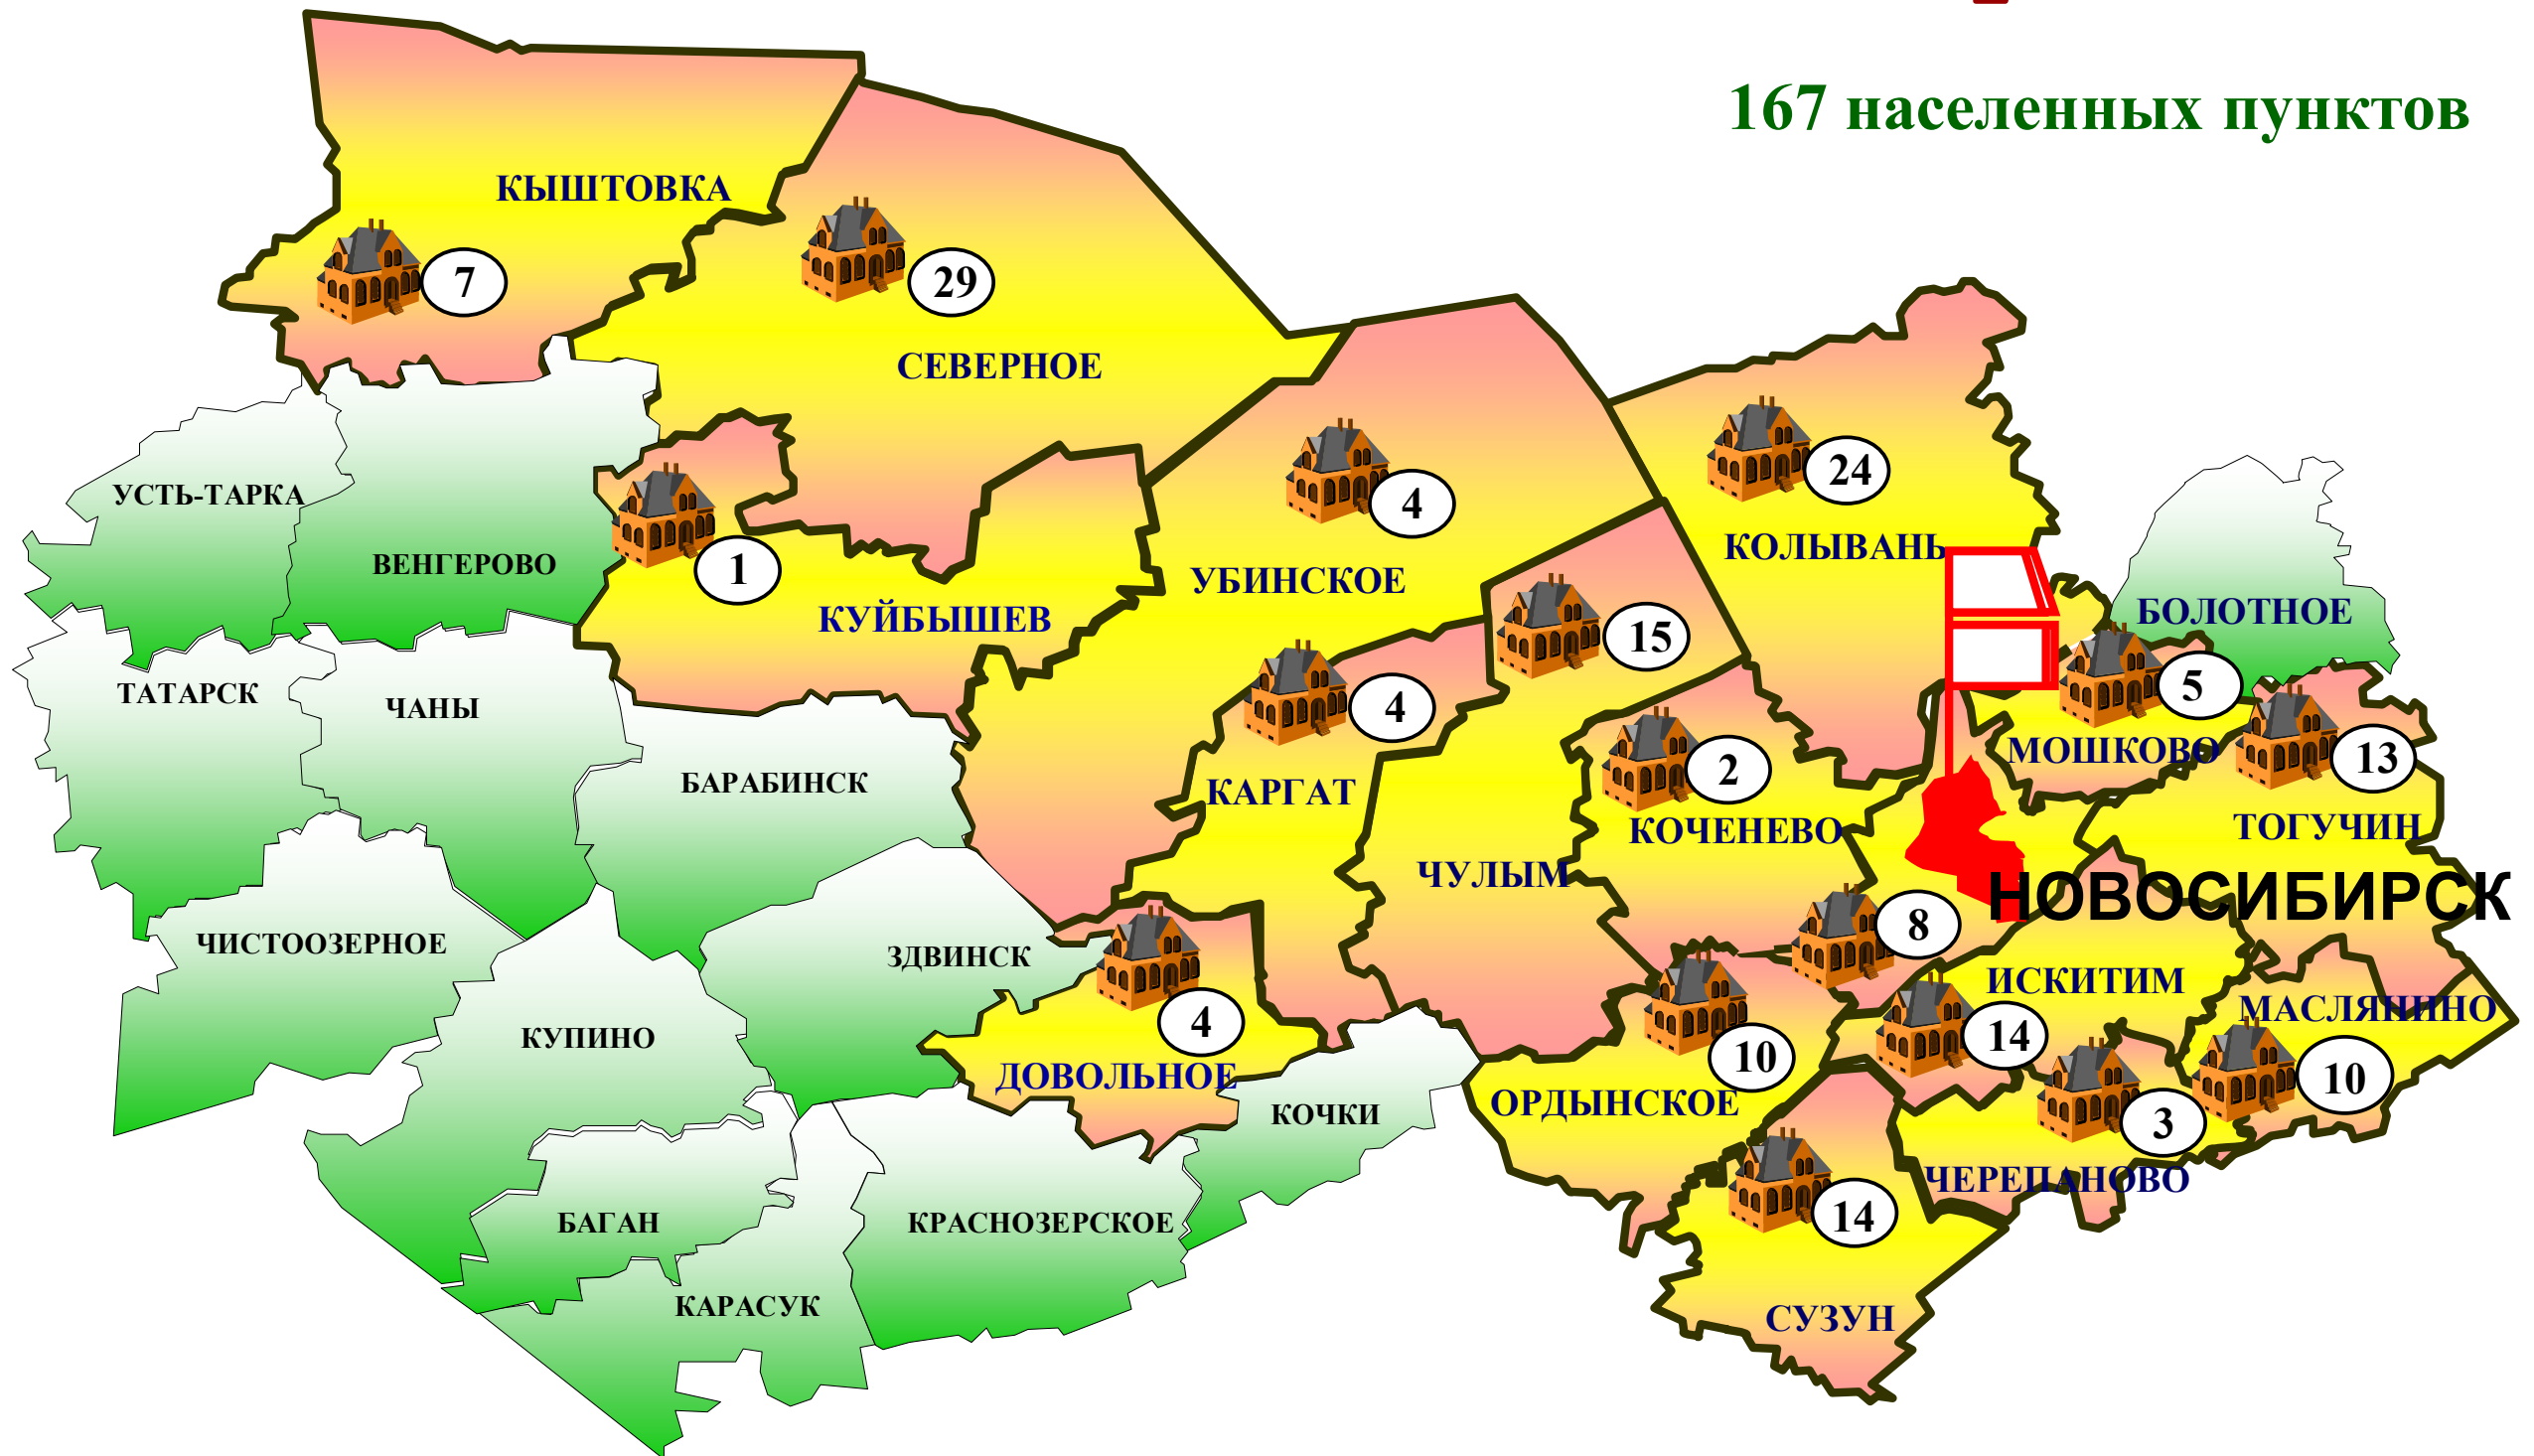 167 населенных пунктов
КЫШТОВКА
7
29
СЕВЕРНОЕ
24
4
УСТЬ-ТАРКА
КОЛЫВАНЬ
ВЕНГЕРОВО
1
УБИНСКОЕ
БОЛОТНОЕ
КУЙБЫШЕВ
15
5
ТАТАРСК
ЧАНЫ
4
МОШКОВО
13
2
БАРАБИНСК
КАРГАТ
КОЧЕНЕВО
ТОГУЧИН
ЧУЛЫМ
НОВОСИБИРСК
8
ЧИСТООЗЕРНОЕ
ЗДВИНСК
ИСКИТИМ
МАСЛЯНИНО
4
КУПИНО
14
10
ДОВОЛЬНОЕ
10
ОРДЫНСКОЕ
КОЧКИ
3
ЧЕРЕПАНОВО
14
БАГАН
КРАСНОЗЕРСКОЕ
КАРАСУК
СУЗУН